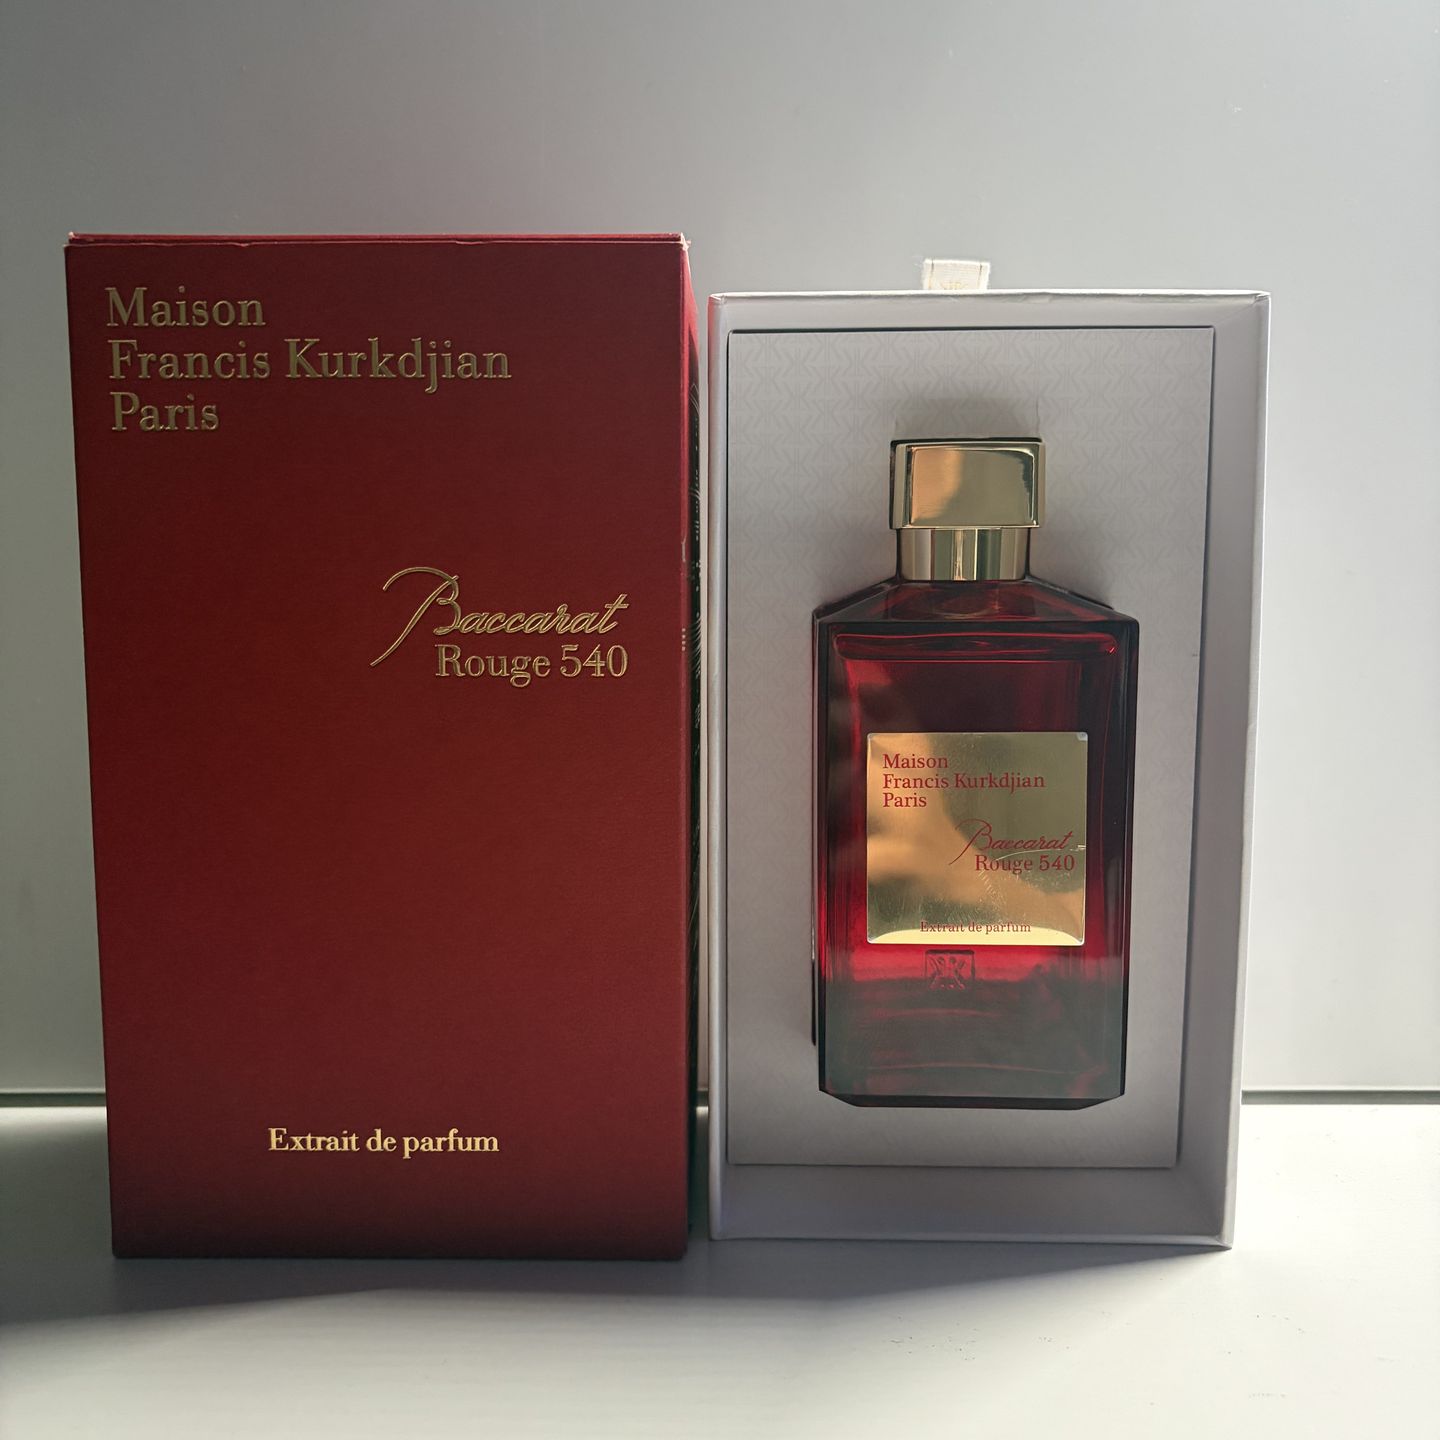 Maison
Francis Kurkdjian
Paris
Baccarat
Rouge 540
Extrait de parfum
Maison
Francis Kurkdjian
Paris
Baccarat
Rouge 540
Extrait de parfum